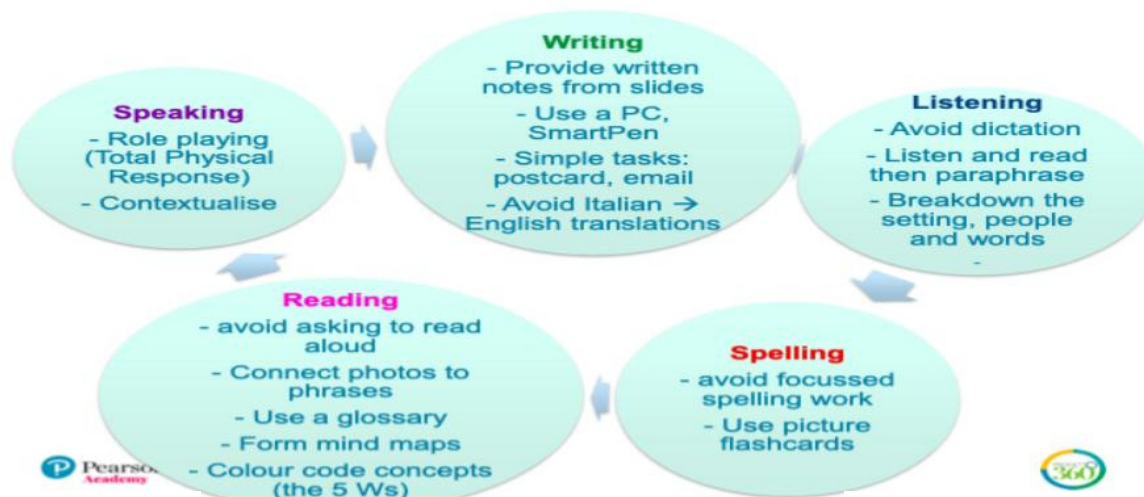 Speaking
- Role playing
(Total Physical
Response)
- Contextualise
Writing
- Provide written
notes from slides
- Use a PC,
SmartPen
- Simple tasks:
postcard, email
- Avoid Italian →
English translations
Listening
- Avoid dictation
- Listen and read
then paraphrase
- Breakdown the
setting, people
and words
-
Spelling
- avoid focussed
spelling work
- Use picture
flashcards
Reading
- avoid asking to read
aloud
- Connect photos to
phrases
- Use a glossary
- Form mind maps
- Colour code concepts
(the 5 Ws)
Academy
360°